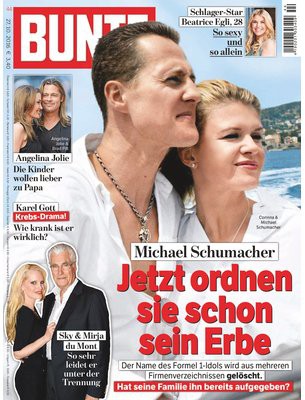 27.10.2016 € 3,40
BUNTE
Schlager-Star
Beatrice Egli, 28
So sexy
und so
allein
Angelina
Jolie &
Brad Pitt
Angelina Jolie
Die Kinder
wollen lieber
zu Papa
Karel Gott
Krebs-Drama!
Wie krank ist er
wirklich?
Corinna &
Michael
Schumacher
Sky & Mirja
du Mont
So sehr
leidet er
unter der
Trennung
Michael Schumacher
Jetzt ordnen
sie schon
sein Erbe
Der Name des Formel 1-Idols wird aus mehreren
Firmenverzeichnissen gelöscht.
Hat seine Familie ihn bereits aufgegeben?